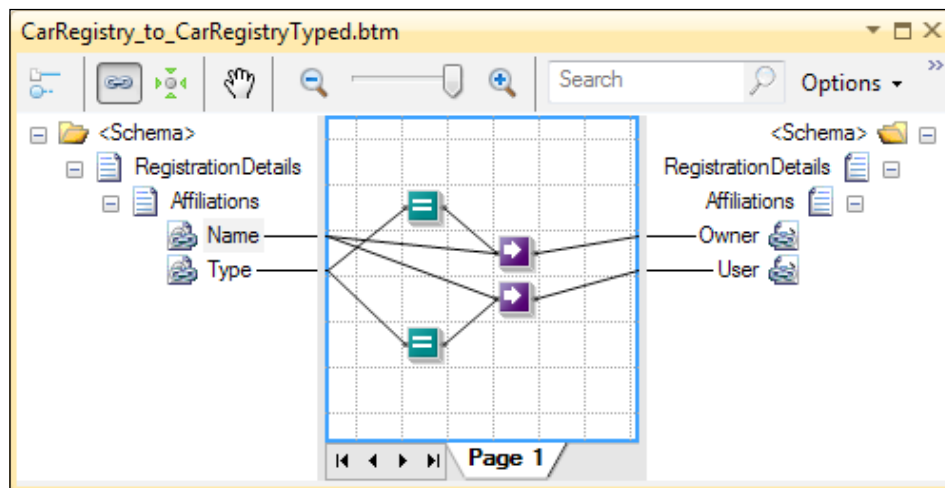 CarRegistry_to_CarRegistryTyped.btm
Search
Options
<Schema>
<Schema>
RegistrationDetails
RegistrationDetails
Affiliations
Affiliations
Name
Owner
Type
User
Page 1